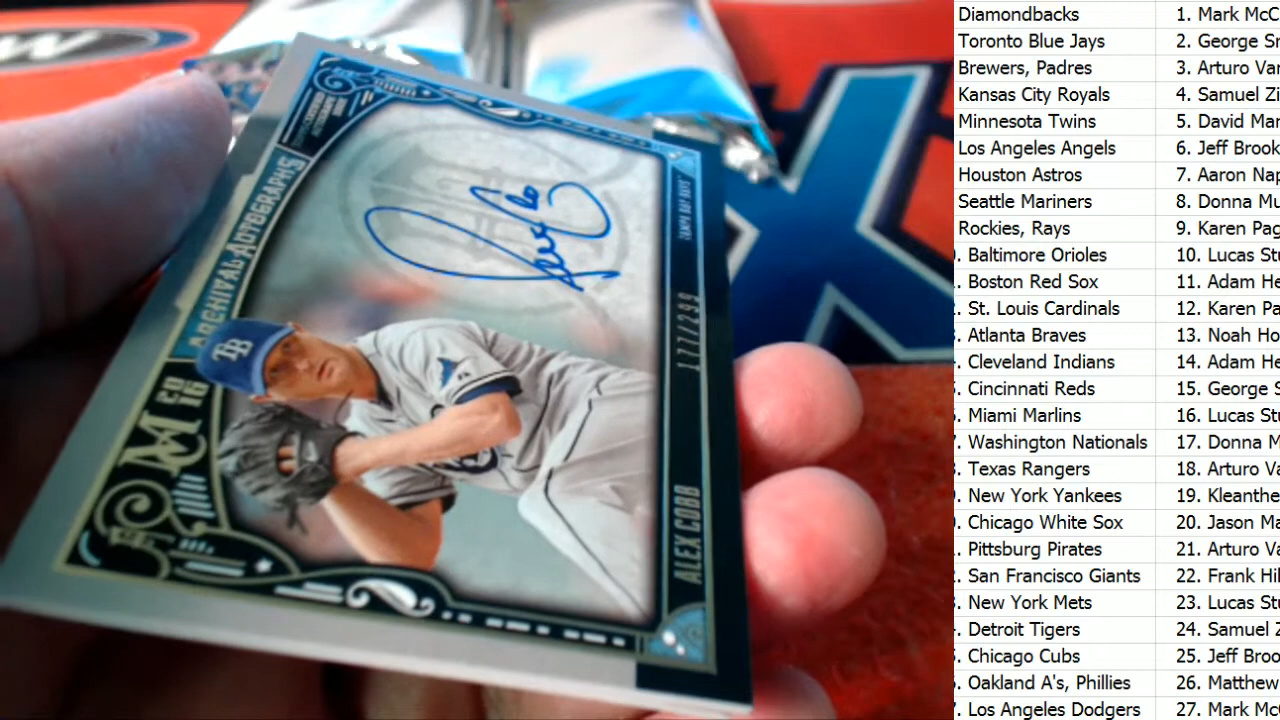 ARCHIVAL AUTOGRAPHS
TAMPA BAY RAYS
177/299
ALEX COBB
TB
Diamondbacks 1. Mark McC
Toronto Blue Jays 2. George Sr
Brewers, Padres 3. Arturo Var
Kansas City Royals 4. Samuel Zi
Minnesota Twins 5. David Mar
Los Angeles Angels 6. Jeff Brook
Houston Astros 7. Aaron Nap
Seattle Mariners 8. Donna Mu
Rockies, Rays 9. Karen Pag
. Baltimore Orioles 10. Lucas Stu
. Boston Red Sox 11. Adam He
. St. Louis Cardinals 12. Karen Pa
. Atlanta Braves 13. Noah Ho
. Cleveland Indians 14. Adam He
. Cincinnati Reds 15. George S
. Miami Marlins 16. Lucas Stu
. Washington Nationals 17. Donna M
. Texas Rangers 18. Arturo Va
. New York Yankees 19. Kleanthe
. Chicago White Sox 20. Jason Ma
. Pittsburg Pirates 21. Arturo Va
. San Francisco Giants 22. Frank Hil
. New York Mets 23. Lucas Stu
. Detroit Tigers 24. Samuel Z
. Chicago Cubs 25. Jeff Broo
. Oakland A's, Phillies 26. Matthew
. Los Angeles Dodgers 27. Mark McC